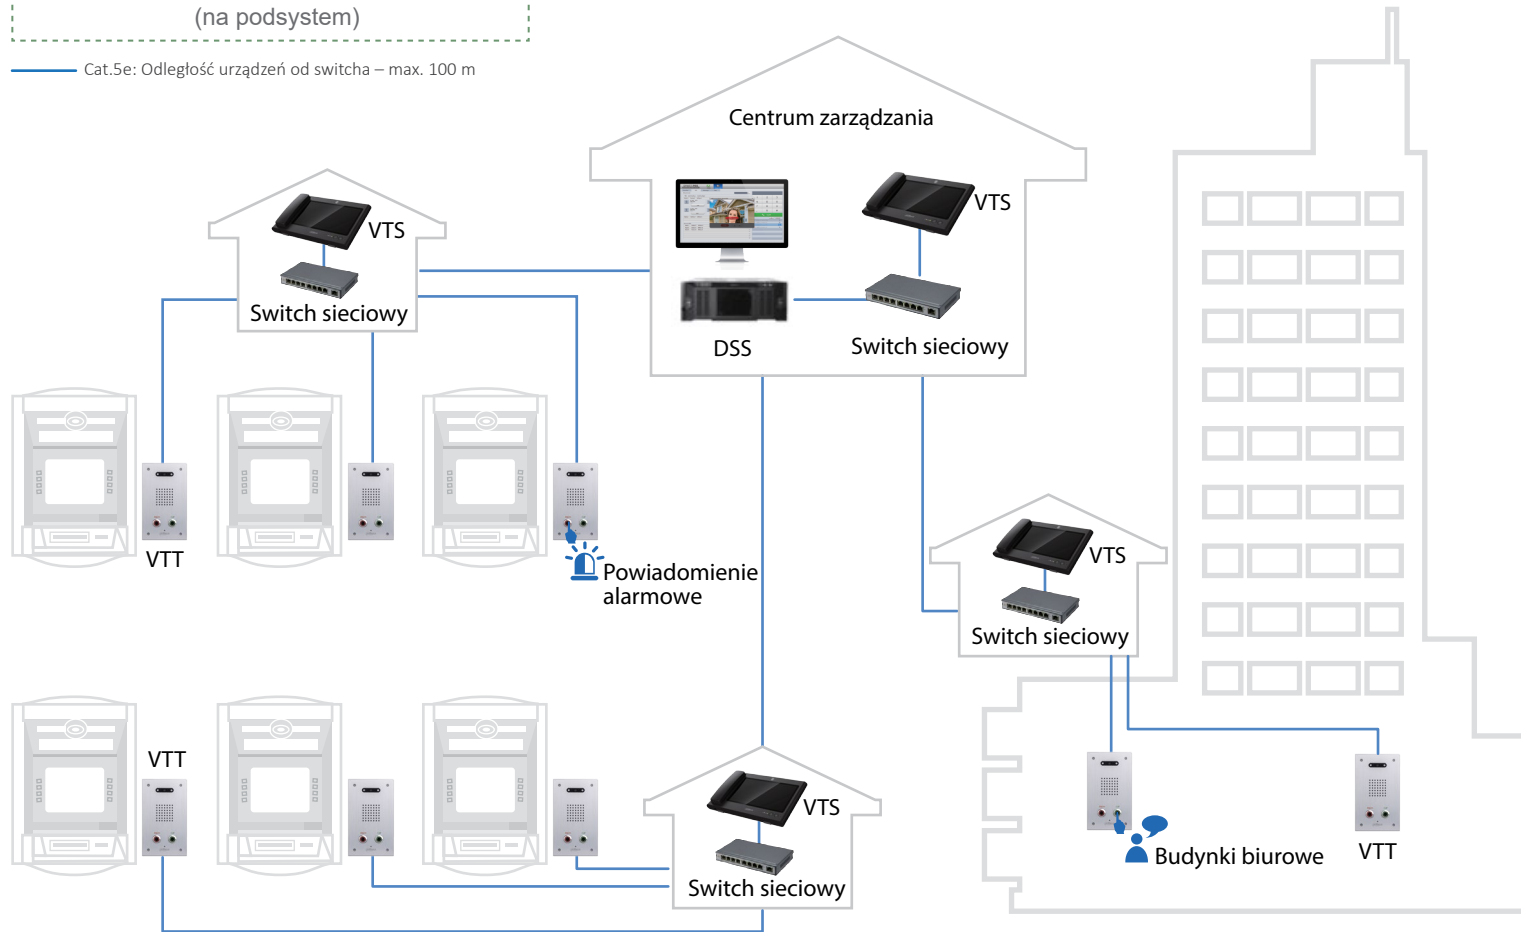 (na podsystem)
Cat.5e: Odległość urządzeń od switcha – max. 100 m
Centrum zarządzania
VTS
VTS
Switch sieciowy
DSS
Switch sieciowy
VTT
Powiadomienie
alarmowe
VTS
Switch sieciowy
VTT
VTS
Switch sieciowy
Budynki biurowe
VTT